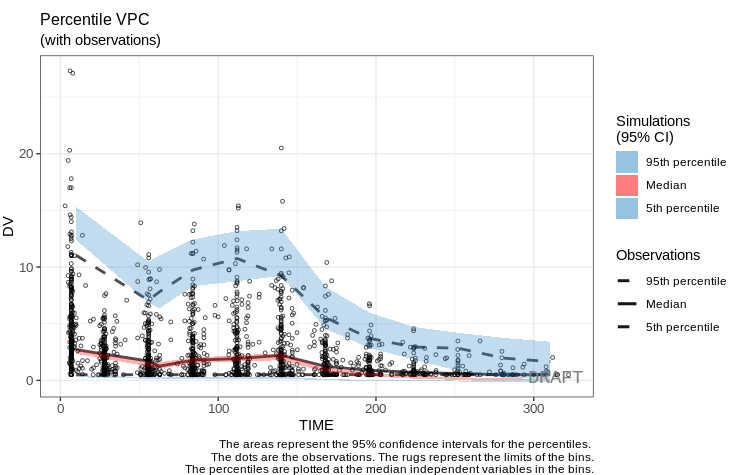 Percentile VPC
(with observations)
DV
20
10
0
0
100
200
300
TIME
DRAFT
Simulations
(95% CI)
95th percentile
Median
5th percentile
Observations
95th percentile
Median
5th percentile
The areas represent the 95% confidence intervals for the percentiles.
The dots are the observations. The rugs represent the limits of the bins.
The percentiles are plotted at the median independent variables in the bins.